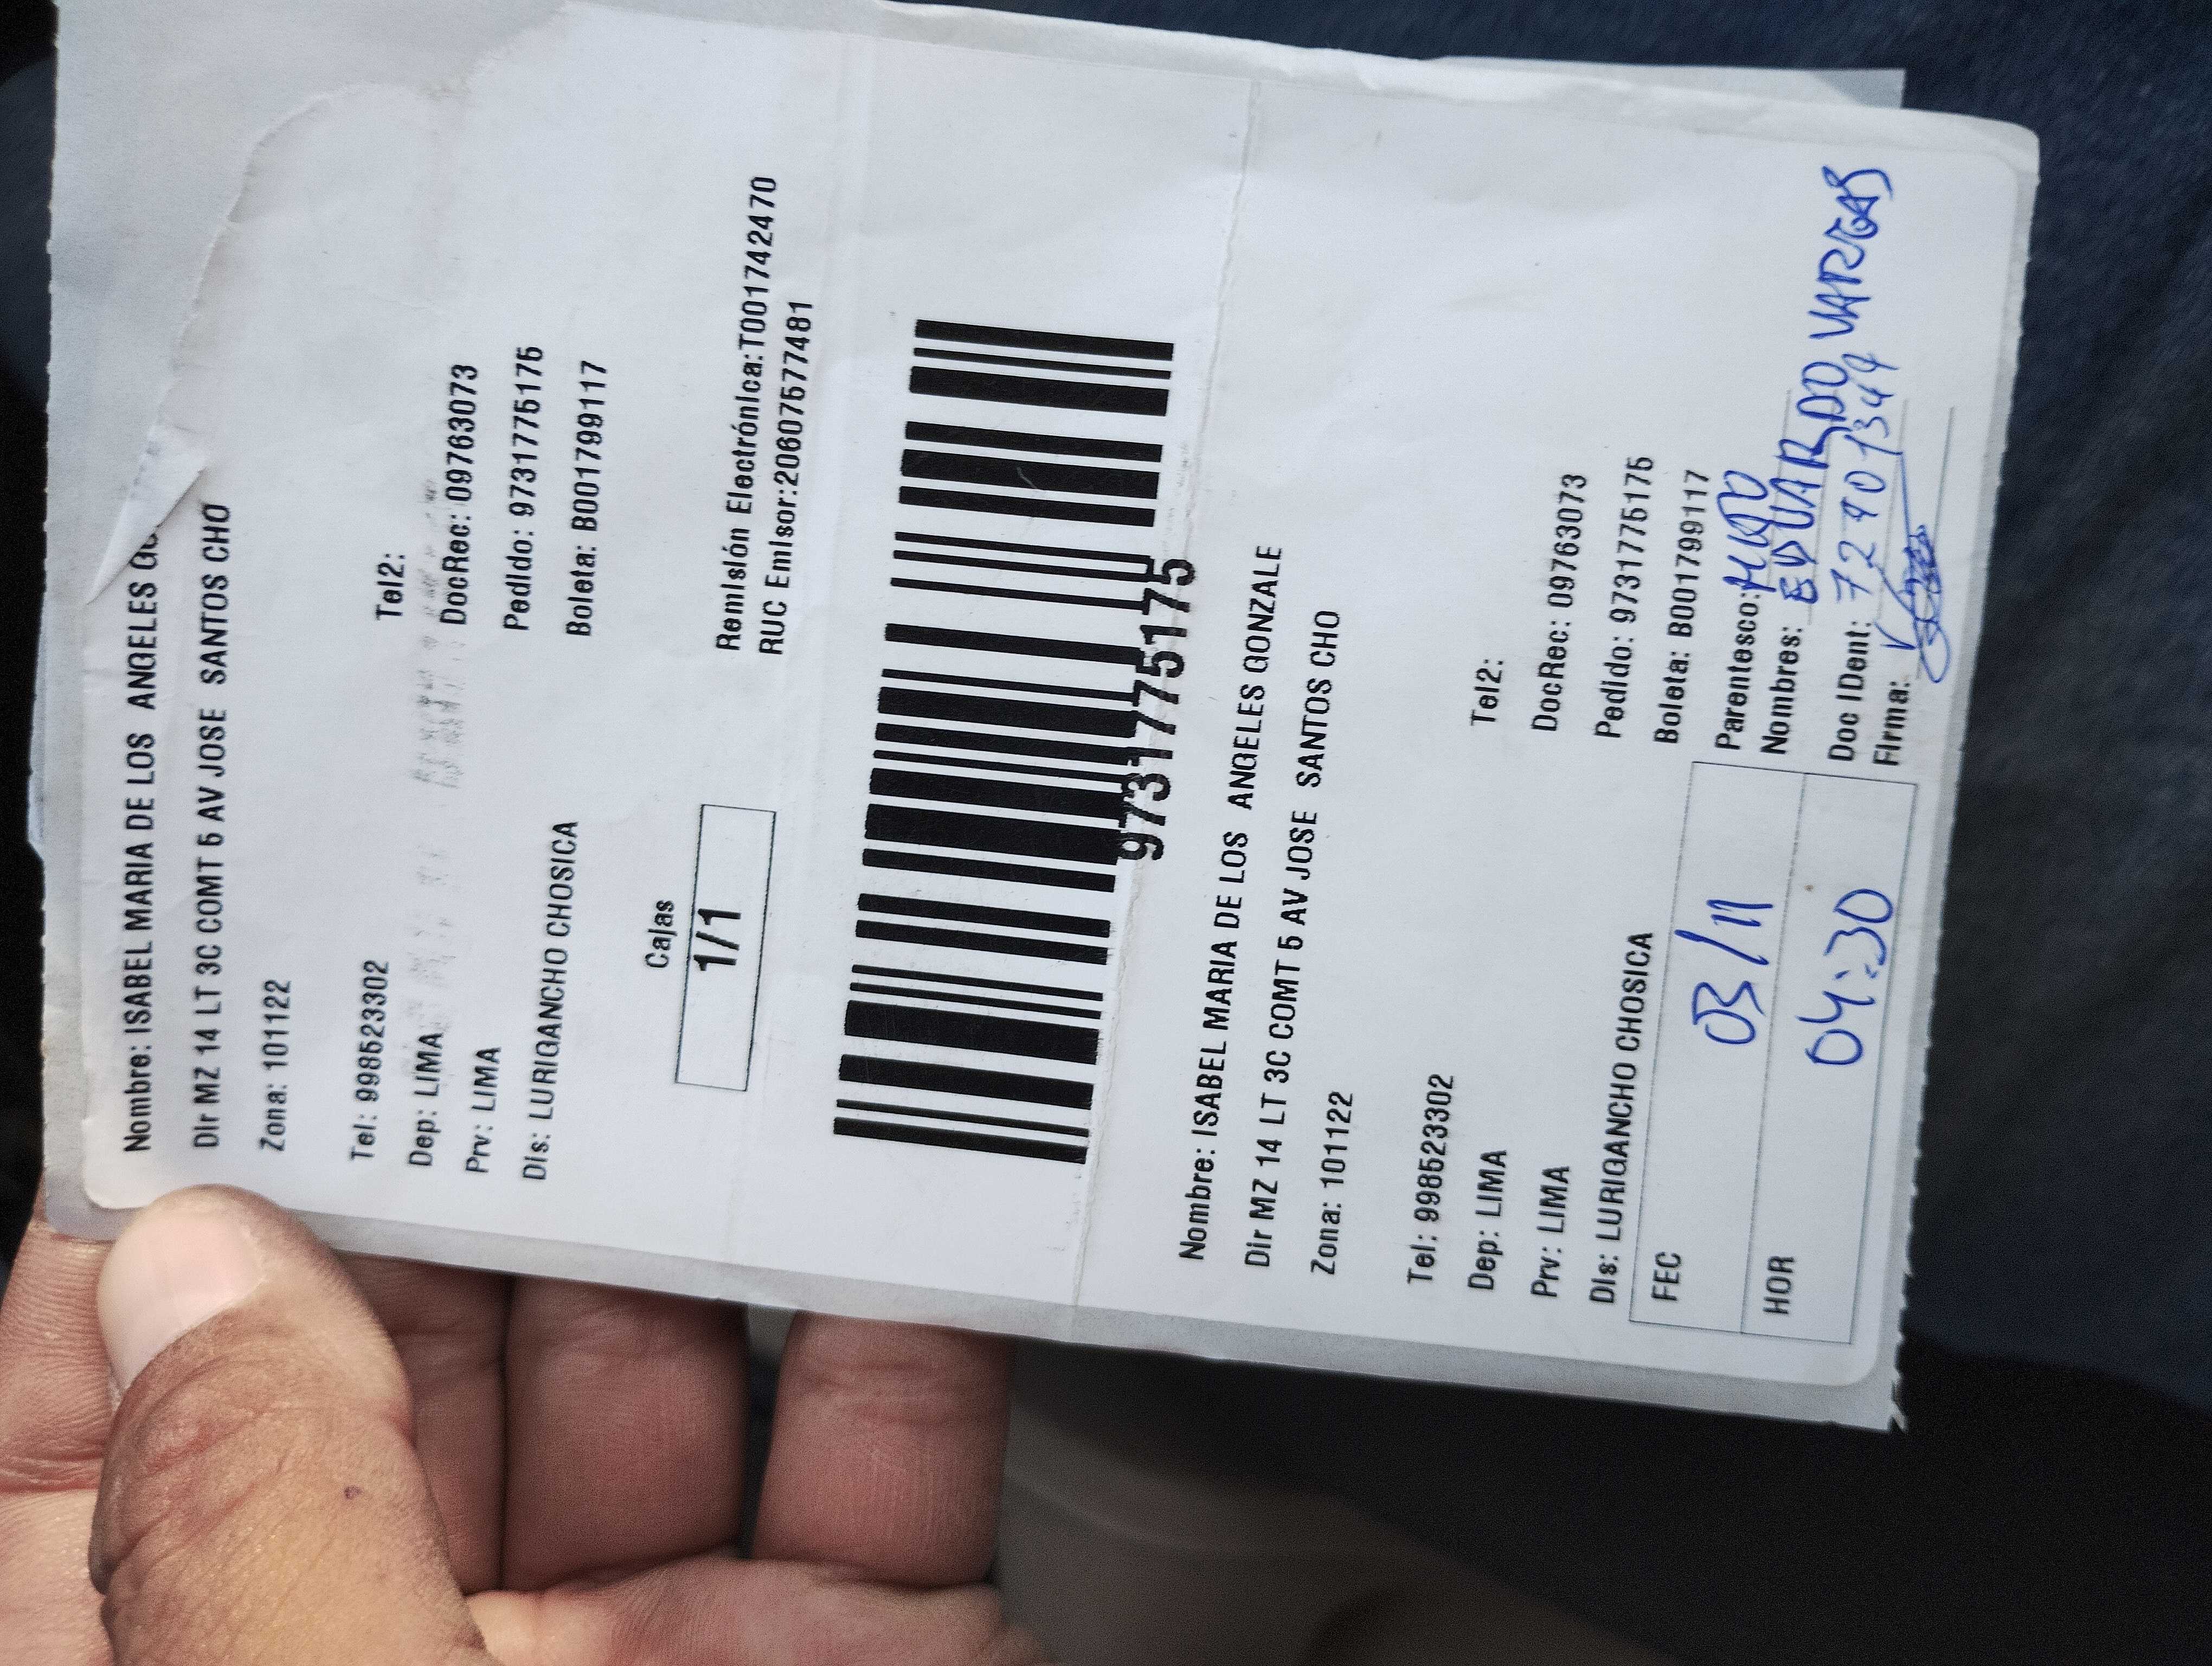 Nombre: ISABEL MARIA DE LOS ANGELES
Dir MZ 14 LT 3C COMT 5 AV JOSE SANTOS CHO
Zona: 101122
Tel: 998523302 Tel2:
Dep: LIMA DocRec: 09763073
Prv: LIMA Pedido: 9731775175
Dis: LURIGANCHO CHOSICA Boleta: B001799117
Cajas
1/1
Remisión Electrónica:T001742470
RUC Emisor:20607577481
9731775175
Nombre: ISABEL MARIA DE LOS ANGELES GONZALE
Dir MZ 14 LT 3C COMT 5 AV JOSE SANTOS CHO
Zona: 101122
Tel: 998523302 Tel2:
Dep: LIMA DocRec: 09763073
Prv: LIMA Pedido: 9731775175
Dis: LURIGANCHO CHOSICA Boleta: B001799117
FEC 03/11 Parentesco:
Nombres: EDUARDO VARGAS
HOR 04:30 Doc IDent:
Firma: